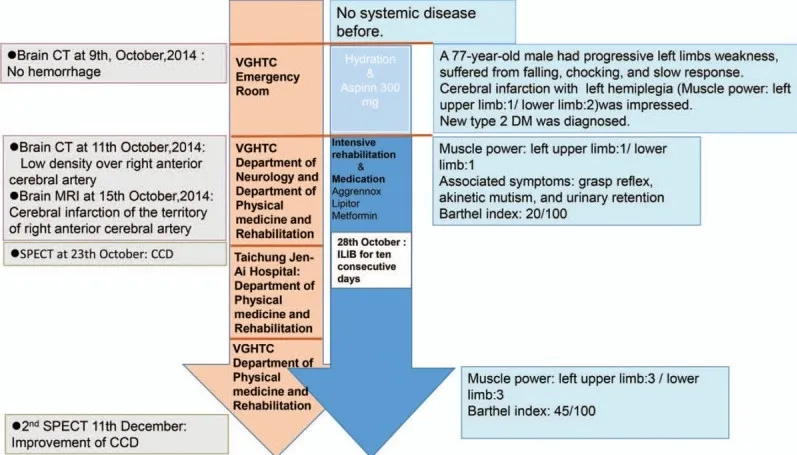 No systemic disease
before.
●Brain CT at 9th, October,2014 :
No hemorrhage
VGHTC
Emergency
Room
Hydration
&
Aspirin 300
mg
A 77-year-old male had progressive left limbs weakness,
suffered from falling, chocking, and slow response.
Cerebral infarction with left hemiplegia (Muscle power: left
upper limb:1/ lower limb:2)was impressed.
New type 2 DM was diagnosed.
●Brain CT at 11th October,2014:
Low density over right anterior
cerebral artery
●Brain MRI at 15th October,2014:
Cerebral infarction of the territory
of right anterior cerebral artery
VGHTC
Department of
Neurology and
Department of
Physical
medicine and
Rehabilitation
Intensive
rehabilitation
&
Medication
Aggrennox
Lipitor
Metformin
Muscle power: left upper limb:1/ lower
limb:1
Associated symptoms: grasp reflex,
akinetic mutism, and urinary retention
Barthel index: 20/100
●SPECT at 23th October: CCD
Taichung Jen-
Ai Hospital:
Department of
Physical
medicine and
Rehabilitation
28th October :
ILIB for ten
consecutive
days
VGHTC
Department of
Physical
medicine and
Rehabilitation
Muscle power: left upper limb:3 / lower
limb:3
Barthel index: 45/100
●2nd SPECT 11th December:
Improvement of CCD